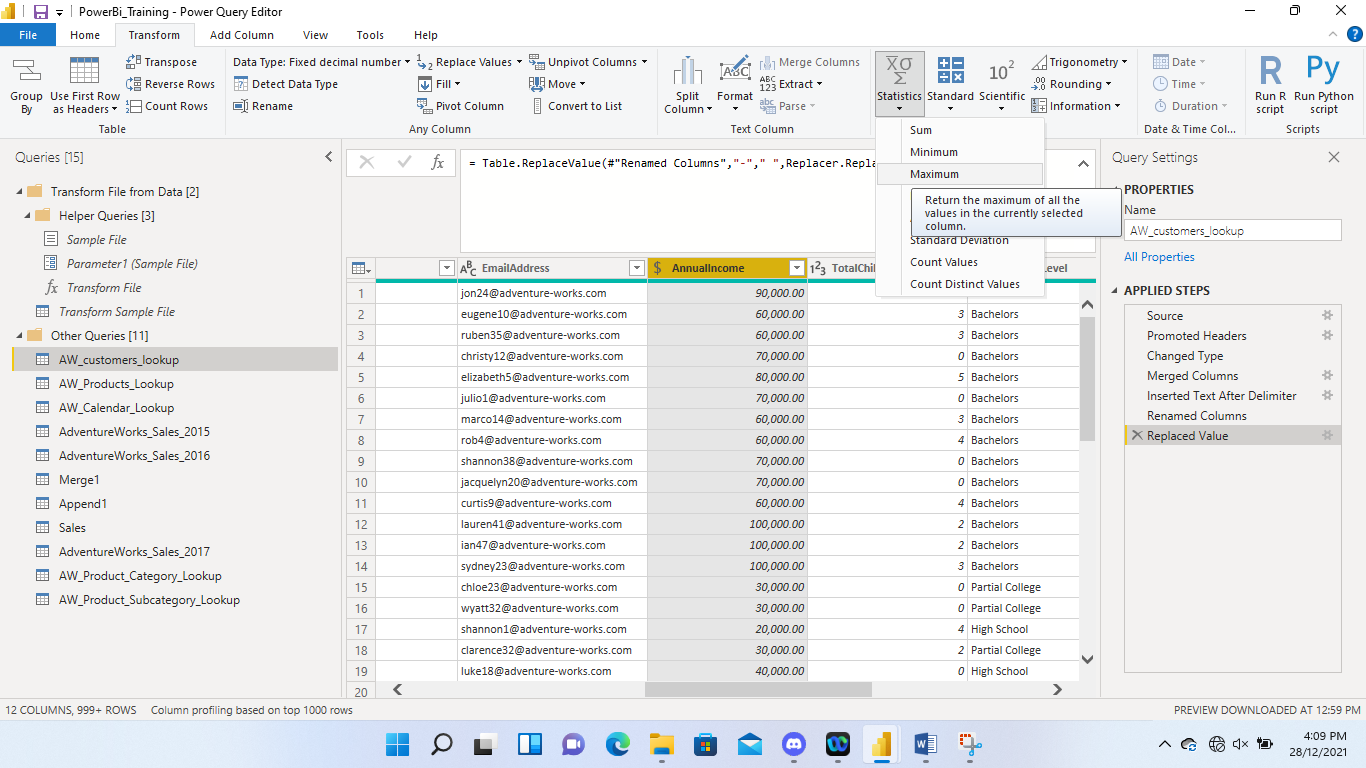 PowerBi_Training - Power Query Editor
File Home Transform Add Column View Tools Help
Group By
Use First Row as Headers
Transpose
Reverse Rows
Count Rows
Table
Data Type: Fixed decimal number
Detect Data Type
Rename
Replace Values
Fill
Pivot Column
Unpivot Columns
Move
Convert to List
Any Column
Split Column
Format
Merge Columns
Extract
Parse
Text Column
Statistics
Standard
Scientific
Trigonometry
Rounding
Information
Date
Time
Duration
Date & Time Col...
Run R script
Run Python script
Scripts
Sum
Minimum
Maximum
Return the maximum of all the
values in the currently selected
column.
Standard Deviation
Count Values
Count Distinct Values
Queries [15]
Transform File from Data [2]
Helper Queries [3]
Sample File
Parameter1 (Sample File)
Transform File
Transform Sample File
Other Queries [11]
AW_customers_lookup
AW_Products_Lookup
AW_Calendar_Lookup
AdventureWorks_Sales_2015
AdventureWorks_Sales_2016
Merge1
Append1
Sales
AdventureWorks_Sales_2017
AW_Product_Category_Lookup
AW_Product_Subcategory_Lookup
= Table.ReplaceValue(#"Renamed Columns","-"," ",Replacer.Repla
EmailAddress AnnualIncome TotalChil Level
1 jon24@adventure-works.com 90,000.00
2 eugene10@adventure-works.com 60,000.00 3 Bachelors
3 ruben35@adventure-works.com 60,000.00 3 Bachelors
4 christy12@adventure-works.com 70,000.00 0 Bachelors
5 elizabeth5@adventure-works.com 80,000.00 5 Bachelors
6 julio1@adventure-works.com 70,000.00 0 Bachelors
7 marco14@adventure-works.com 60,000.00 3 Bachelors
8 rob4@adventure-works.com 60,000.00 4 Bachelors
9 shannon38@adventure-works.com 70,000.00 0 Bachelors
10 jacquelyn20@adventure-works.com 70,000.00 0 Bachelors
11 curtis9@adventure-works.com 60,000.00 4 Bachelors
12 lauren41@adventure-works.com 100,000.00 2 Bachelors
13 ian47@adventure-works.com 100,000.00 2 Bachelors
14 sydney23@adventure-works.com 100,000.00 3 Bachelors
15 chloe23@adventure-works.com 30,000.00 0 Partial College
16 wyatt32@adventure-works.com 30,000.00 0 Partial College
17 shannon1@adventure-works.com 20,000.00 4 High School
18 clarence32@adventure-works.com 30,000.00 2 Partial College
19 luke18@adventure-works.com 40,000.00 0 High School
20
Query Settings
PROPERTIES
Name
AW_customers_lookup
All Properties
APPLIED STEPS
Source
Promoted Headers
Changed Type
Merged Columns
Inserted Text After Delimiter
Renamed Columns
Replaced Value
12 COLUMNS, 999+ ROWS Column profiling based on top 1000 rows
PREVIEW DOWNLOADED AT 12:59 PM
4:09 PM
28/12/2021